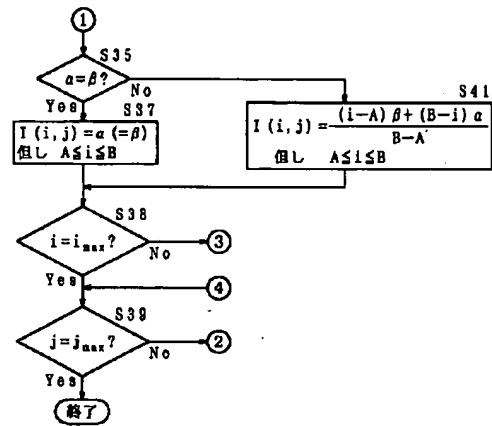 ①
S35
α=β?
No
Yes
S37
I(i,j)=α(=β)
但し A≦i≦B
S41
I(i,j)=(i-A)β+(B-i)α
B-A
但し A≦i≦B
S38
i=imax?
No
③
Yes
④
S39
j=jmax?
No
②
Yes
終了